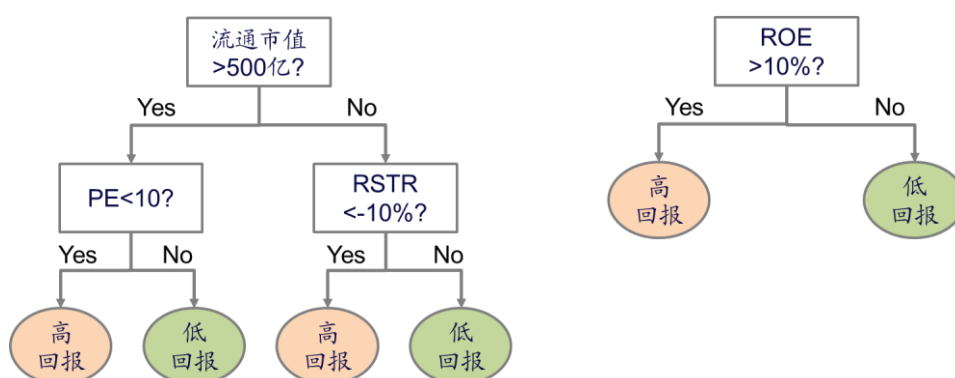 流通市值
>500亿?
Yes
No
PE<10?
RSTR
<-10%?
Yes
No
Yes
No
高
回报
低
回报
高
回报
低
回报
ROE
>10%?
Yes
No
高
回报
低
回报